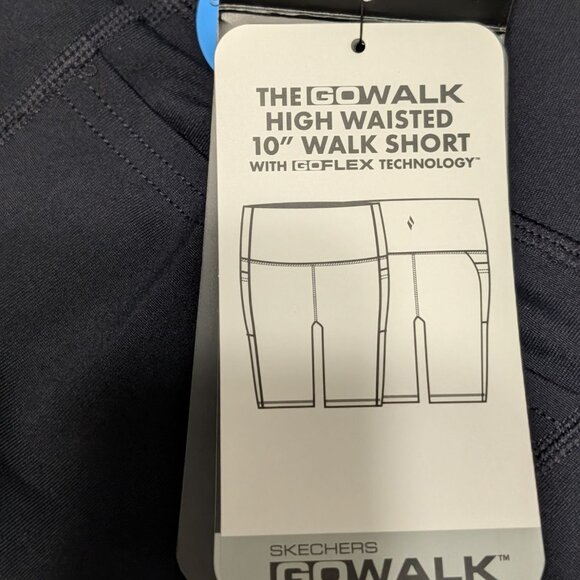 THE GOWALK
HIGH WAISTED
10" WALK SHORT
WITH GOFLEX TECHNOLOGY™
SKECHERS
GOWALK™